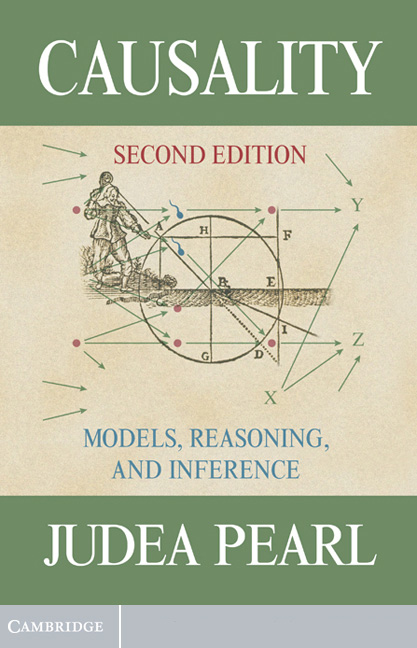 CAUSALITY
SECOND EDITION
Y
A
H
F
B
E
I
G
D
Z
X
MODELS, REASONING,
AND INFERENCE
JUDEA PEARL
CAMBRIDGE